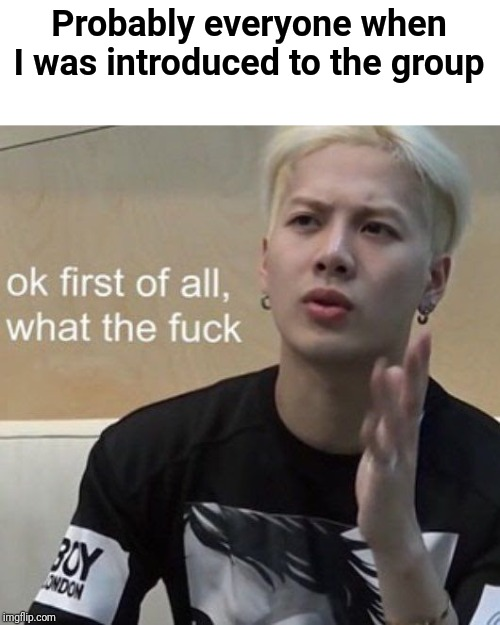 Probably everyone when
I was introduced to the group
ok first of all,
what the fuck
BOY
LONDON
imgflip.com